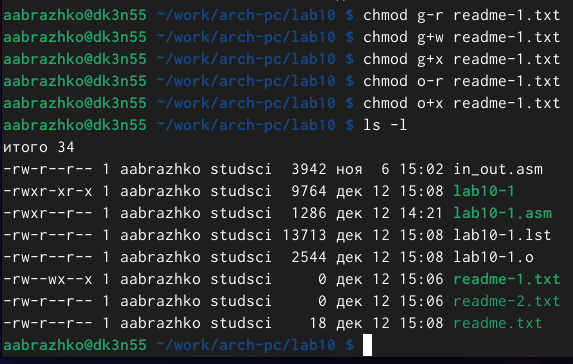 aabrazhko@dk3n55 ~/work/arch-pc/lab10 $ chmod g-r readme-1.txt
aabrazhko@dk3n55 ~/work/arch-pc/lab10 $ chmod g+w readme-1.txt
aabrazhko@dk3n55 ~/work/arch-pc/lab10 $ chmod g+x readme-1.txt
aabrazhko@dk3n55 ~/work/arch-pc/lab10 $ chmod o-r readme-1.txt
aabrazhko@dk3n55 ~/work/arch-pc/lab10 $ chmod o+x readme-1.txt
aabrazhko@dk3n55 ~/work/arch-pc/lab10 $ ls -l
итого 34
-rw-r--r-- 1 aabrazhko studsci  3942 ноя  6 15:02 in_out.asm
-rwxr-xr-x 1 aabrazhko studsci  9764 дек 12 15:08 lab10-1
-rwxr--r-- 1 aabrazhko studsci  1286 дек 12 14:21 lab10-1.asm
-rw-r--r-- 1 aabrazhko studsci 13713 дек 12 15:08 lab10-1.lst
-rw-r--r-- 1 aabrazhko studsci  2544 дек 12 15:08 lab10-1.o
-rw--wx--x 1 aabrazhko studsci     0 дек 12 15:06 readme-1.txt
-rw-r--r-- 1 aabrazhko studsci     0 дек 12 15:06 readme-2.txt
-rw-r--r-- 1 aabrazhko studsci    18 дек 12 15:08 readme.txt
aabrazhko@dk3n55 ~/work/arch-pc/lab10 $